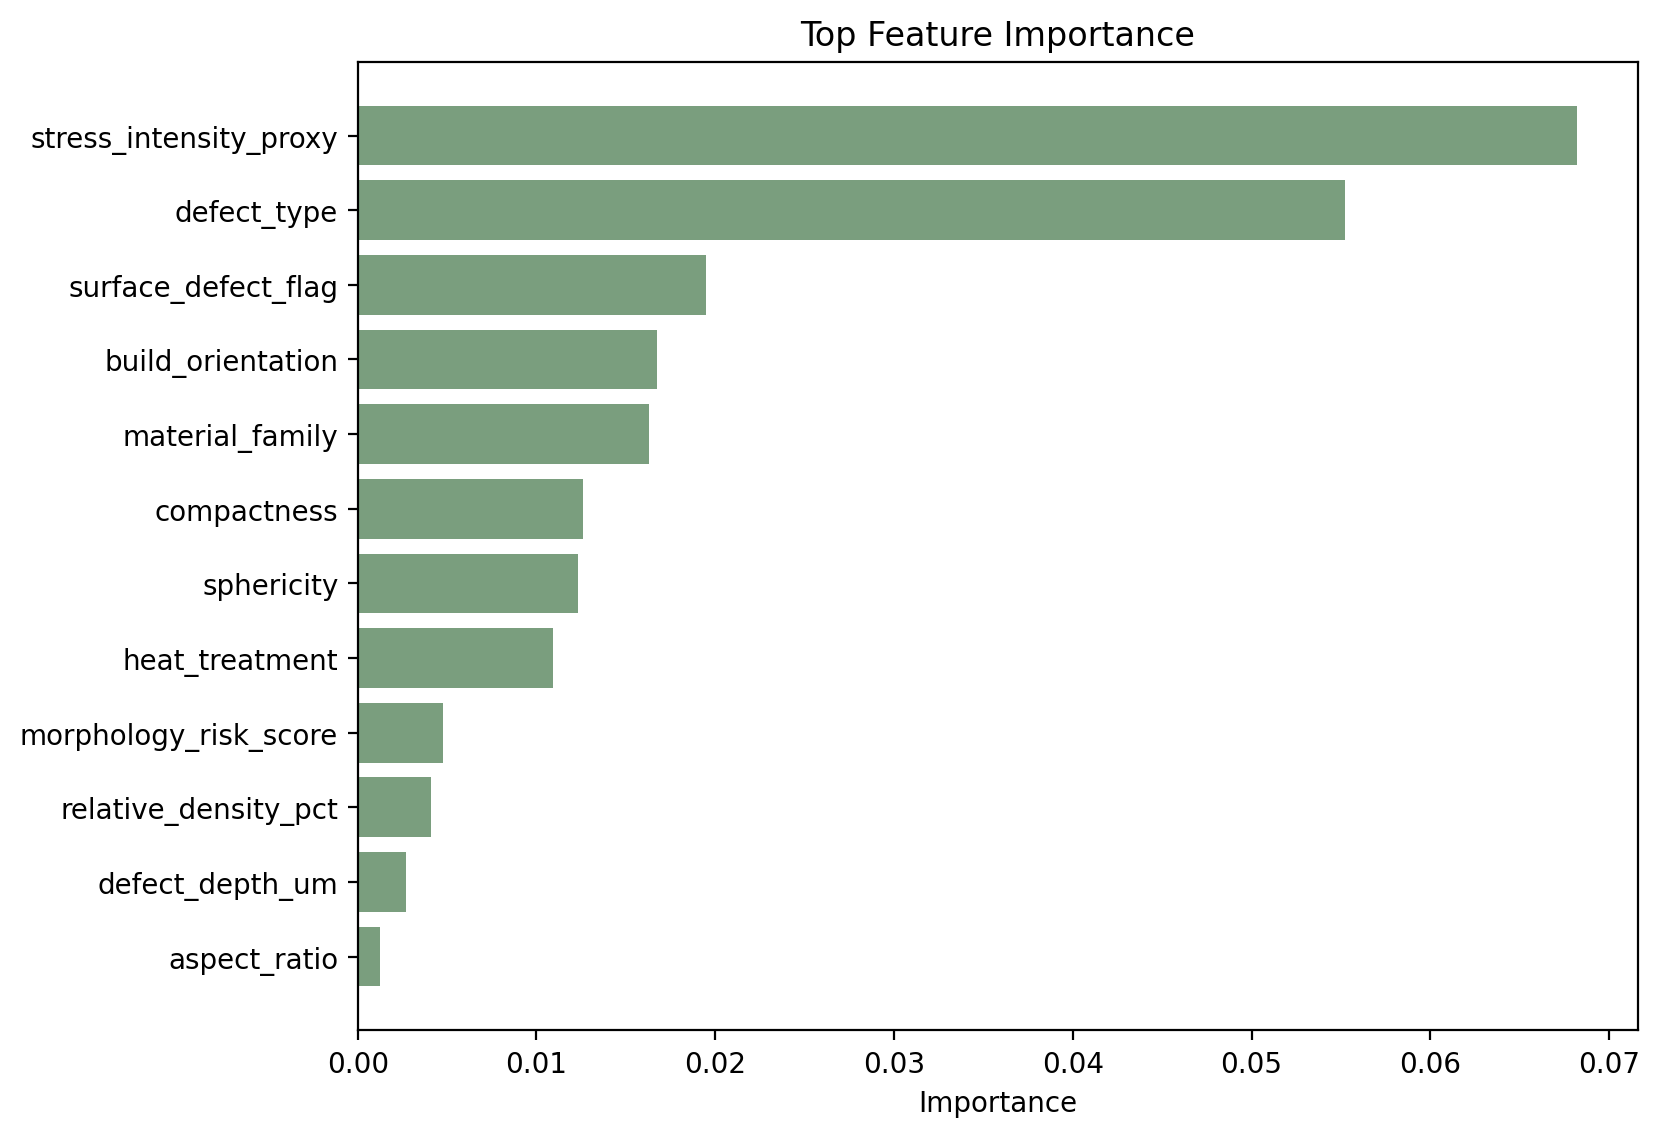 Top Feature Importance
stress_intensity_proxy
defect_type
surface_defect_flag
build_orientation
material_family
compactness
sphericity
heat_treatment
morphology_risk_score
relative_density_pct
defect_depth_um
aspect_ratio
0.00 0.01 0.02 0.03 0.04 0.05 0.06 0.07
Importance